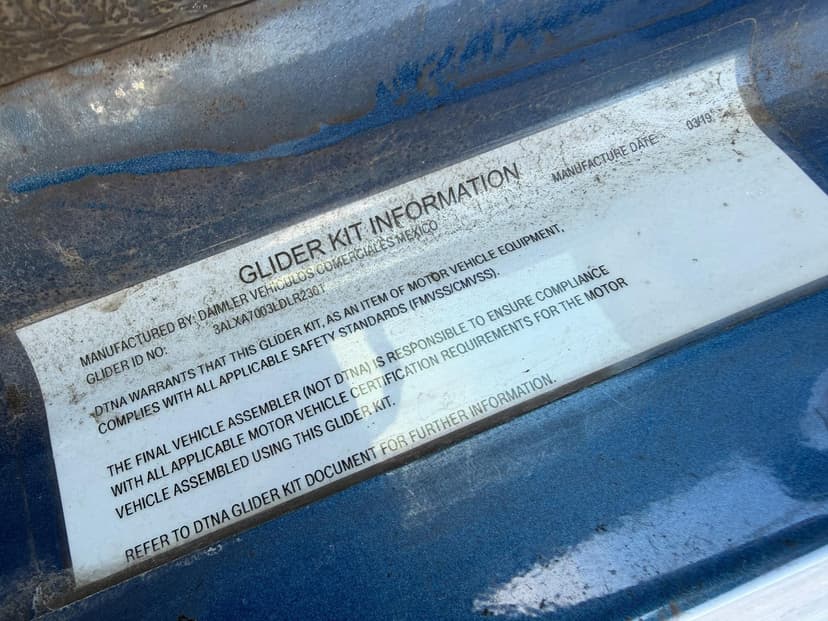 GLIDER KIT INFORMATION
MANUFACTURE DATE: 03/19
MANUFACTURED BY: DAIMLER VEHICULOS COMERCIALES MEXICO
GLIDER ID NO: 3ALXA7003LDLR2301
DTNA WARRANTS THAT THIS GLIDER KIT, AS AN ITEM OF MOTOR VEHICLE EQUIPMENT,
COMPLIES WITH ALL APPLICABLE SAFETY STANDARDS (FMVSS/CMVSS).
THE FINAL VEHICLE ASSEMBLER (NOT DTNA) IS RESPONSIBLE TO ENSURE COMPLIANCE
WITH ALL APPLICABLE MOTOR VEHICLE CERTIFICATION REQUIREMENTS FOR THE MOTOR
VEHICLE ASSEMBLED USING THIS GLIDER KIT.
REFER TO DTNA GLIDER KIT DOCUMENT FOR FURTHER INFORMATION.